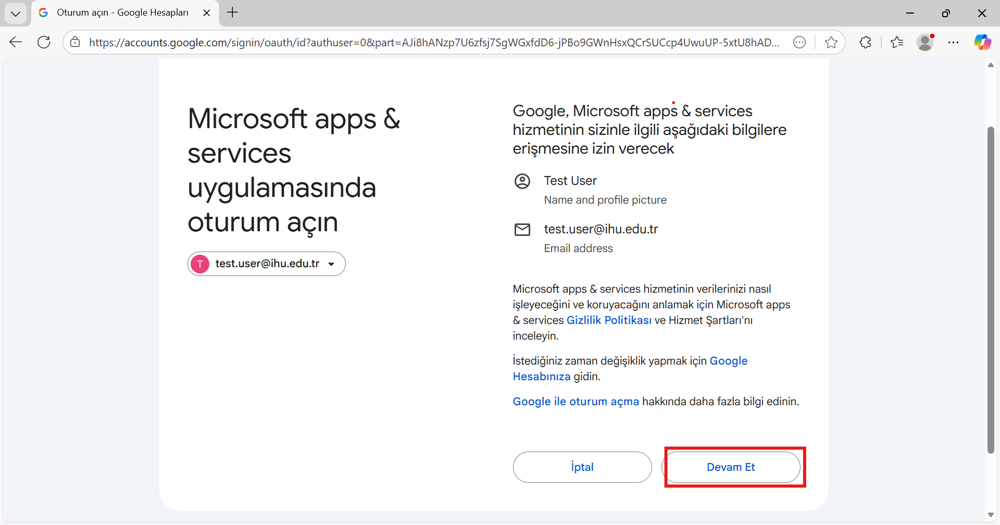 Oturum açın - Google Hesapları
https://accounts.google.com/signin/oauth/id?authuser=0&part=AJi8hANzp7U6zfsj7SgWGxfdD6-jPBo9GWnHsxQCrSUCcp4UwuUP-5xtU8hAD...
Microsoft apps &
services
uygulamasında
oturum açın
T test.user@ihu.edu.tr
Google, Microsoft apps & services
hizmetinin sizinle ilgili aşağıdaki bilgilere
erişmesine izin verecek
Test User
Name and profile picture
test.user@ihu.edu.tr
Email address
Microsoft apps & services hizmetinin verilerinizi nasıl
işleyeceğini ve koruyacağını anlamak için Microsoft apps
& services Gizlilik Politikası ve Hizmet Şartları'nı
inceleyin.
İstediğiniz zaman değişiklik yapmak için Google
Hesabınıza gidin.
Google ile oturum açma hakkında daha fazla bilgi edinin.
İptal
Devam Et